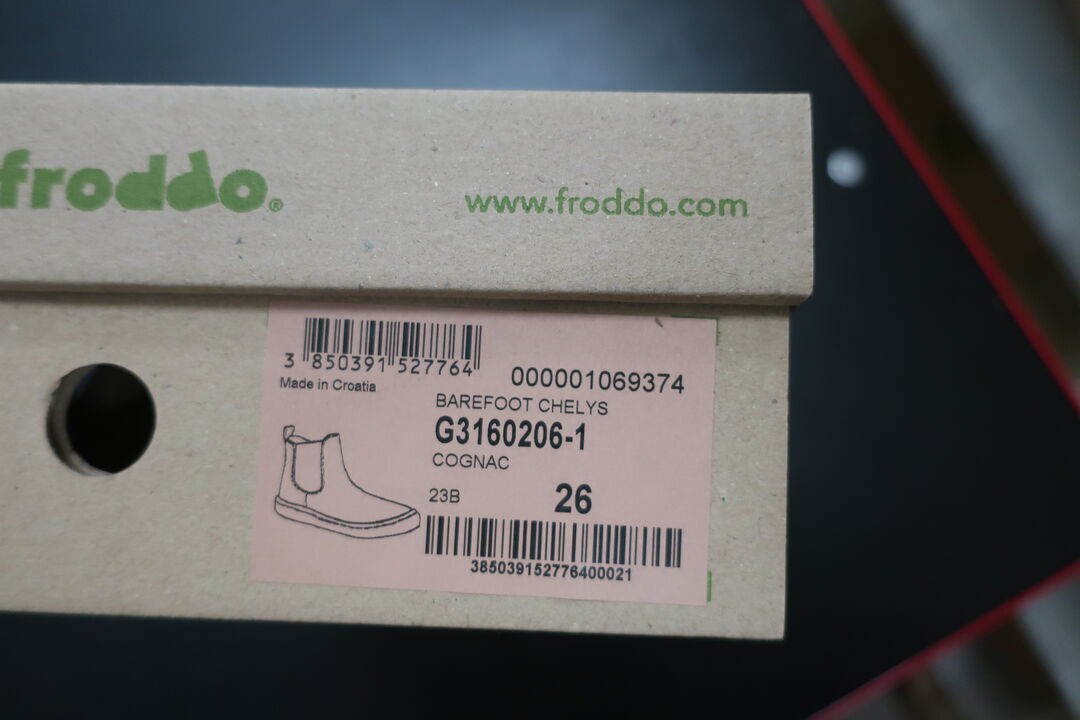 froddo®
www.froddo.com
3 850391 527764
000001069374
Made in Croatia
BAREFOOT CHELYS
G3160206-1
COGNAC
23B 26
385039152776400021